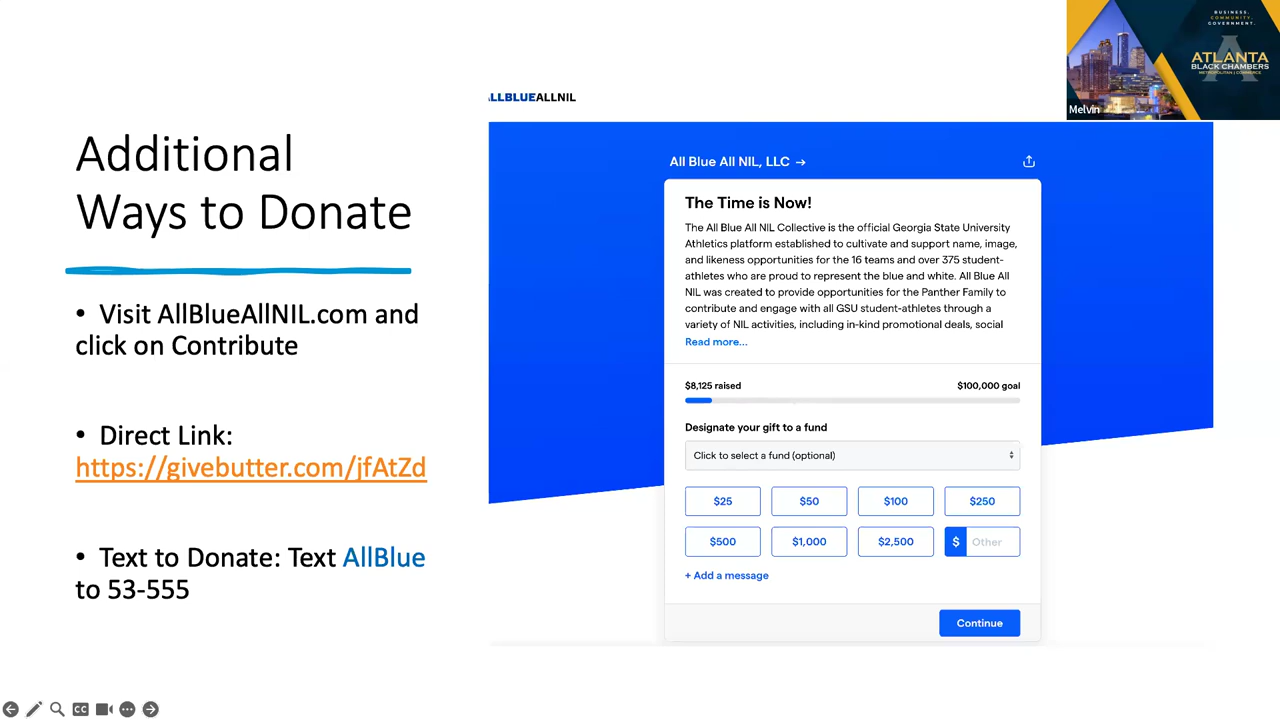 Additional
Ways to Donate
• Visit AllBlueAllNIL.com and
click on Contribute
• Direct Link:
https://givebutter.com/jfAtZd
• Text to Donate: Text AllBlue
to 53-555
LLBLUEALLNIL
All Blue All NIL, LLC →
The Time is Now!
The All Blue All NIL Collective is the official Georgia State University
Athletics platform established to cultivate and support name, image,
and likeness opportunities for the 16 teams and over 375 student-
athletes who are proud to represent the blue and white. All Blue All
NIL was created to provide opportunities for the Panther Family to
contribute and engage with all GSU student-athletes through a
variety of NIL activities, including in-kind promotional deals, social
Read more...
$8,125 raised
$100,000 goal
Designate your gift to a fund
Click to select a fund (optional)
$25
$50
$100
$250
$500
$1,000
$2,500
$ Other
+ Add a message
Continue
BUSINESS.
COMMUNITY.
GOVERNMENT.
ATLANTA
BLACK CHAMBERS
METROPOLITAN | COMMERCE
Melvin
CC